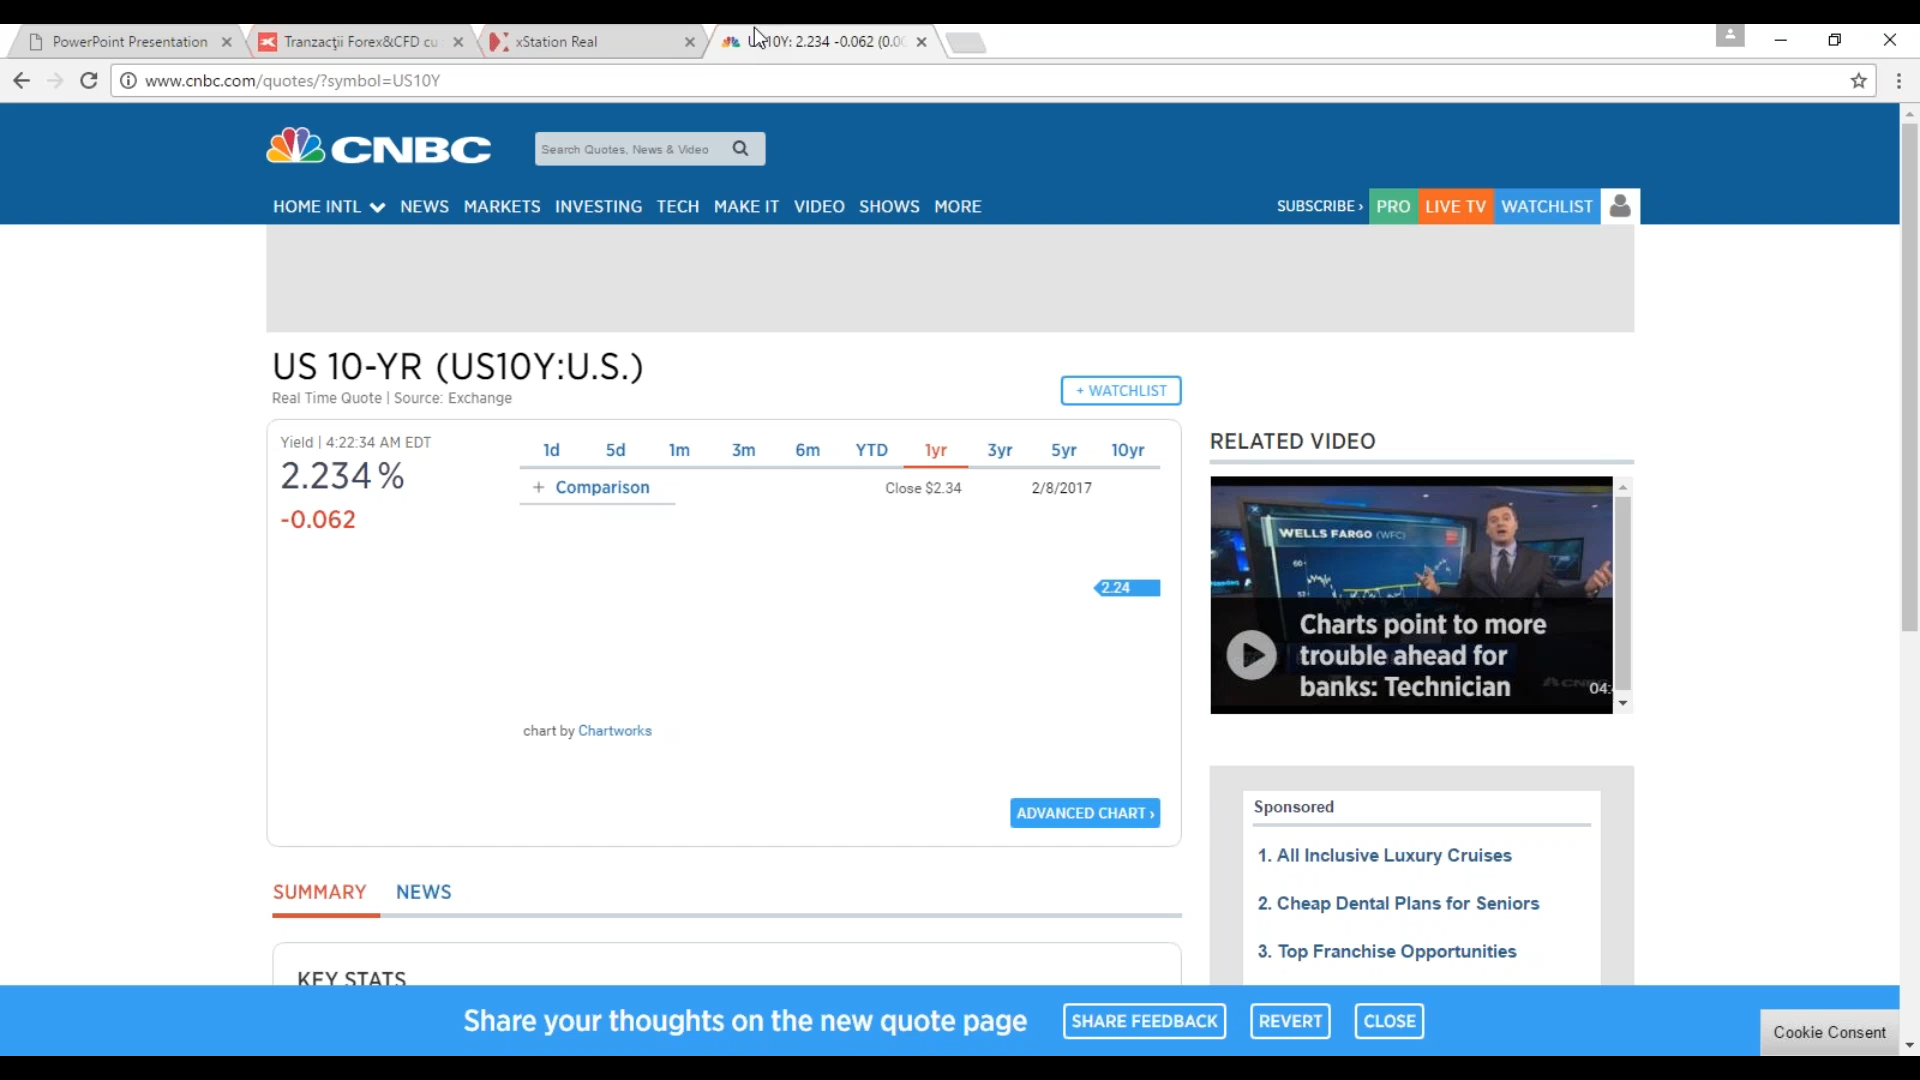 PowerPoint Presentation
Tranzacţii Forex&CFD cu
xStation Real
10Y: 2.234 -0.062 (0.0
www.cnbc.com/quotes/?symbol=US10Y
CNBC
Search Quotes, News & Video
HOME INTL NEWS MARKETS INVESTING TECH MAKE IT VIDEO SHOWS MORE
SUBSCRIBE › PRO LIVE TV WATCHLIST
US 10-YR (US10Y:U.S.)
Real Time Quote | Source: Exchange
+ WATCHLIST
Yield | 4:22:34 AM EDT
2.234%
-0.062
1d 5d 1m 3m 6m YTD 1yr 3yr 5yr 10yr
+ Comparison
Close $2.34 2/8/2017
2.24
chart by Chartworks
ADVANCED CHART ›
RELATED VIDEO
WELLS FARGO (WFC)
Charts point to more
trouble ahead for
banks: Technician
04:
Sponsored
1. All Inclusive Luxury Cruises
2. Cheap Dental Plans for Seniors
3. Top Franchise Opportunities
SUMMARY NEWS
KEY STATS
Share your thoughts on the new quote page SHARE FEEDBACK REVERT CLOSE
Cookie Consent